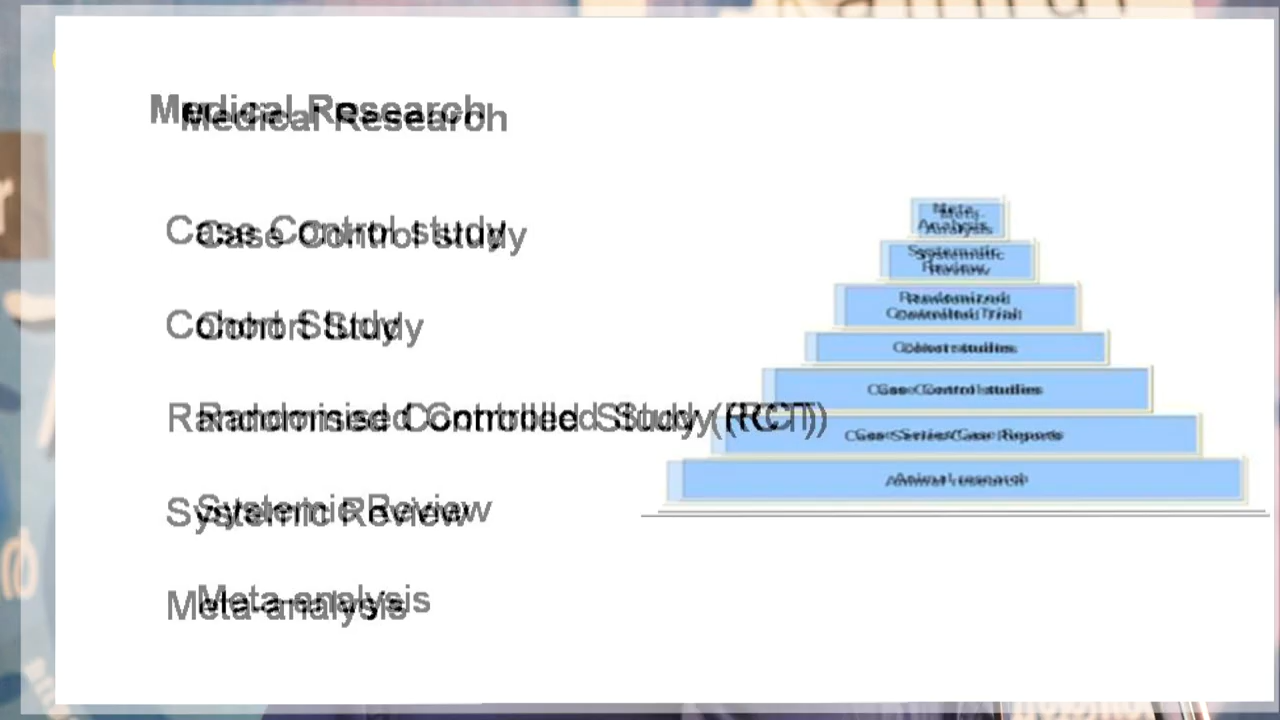 Medical Research
Case Control study
Cohort Study
Randomised Controlled Study (RCT)
Systemic Review
Meta-analysis
Meta-
Analysis
Systematic
Review
Randomized
Controlled Trial
Cohort studies
Case Control studies
Case Series/Case Reports
Animal research